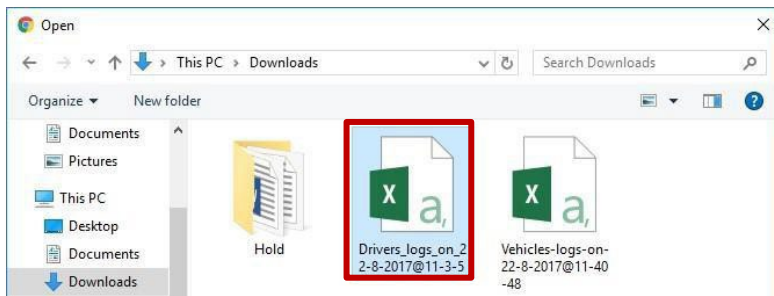 Open
This PC > Downloads
Search Downloads
Organize
New folder
Documents
Pictures
This PC
Desktop
Documents
Downloads
Hold
X a,
Drivers_logs_on_2
2-8-2017@11-3-5
X a,
Vehicles-logs-on-
22-8-2017@11-40
-48